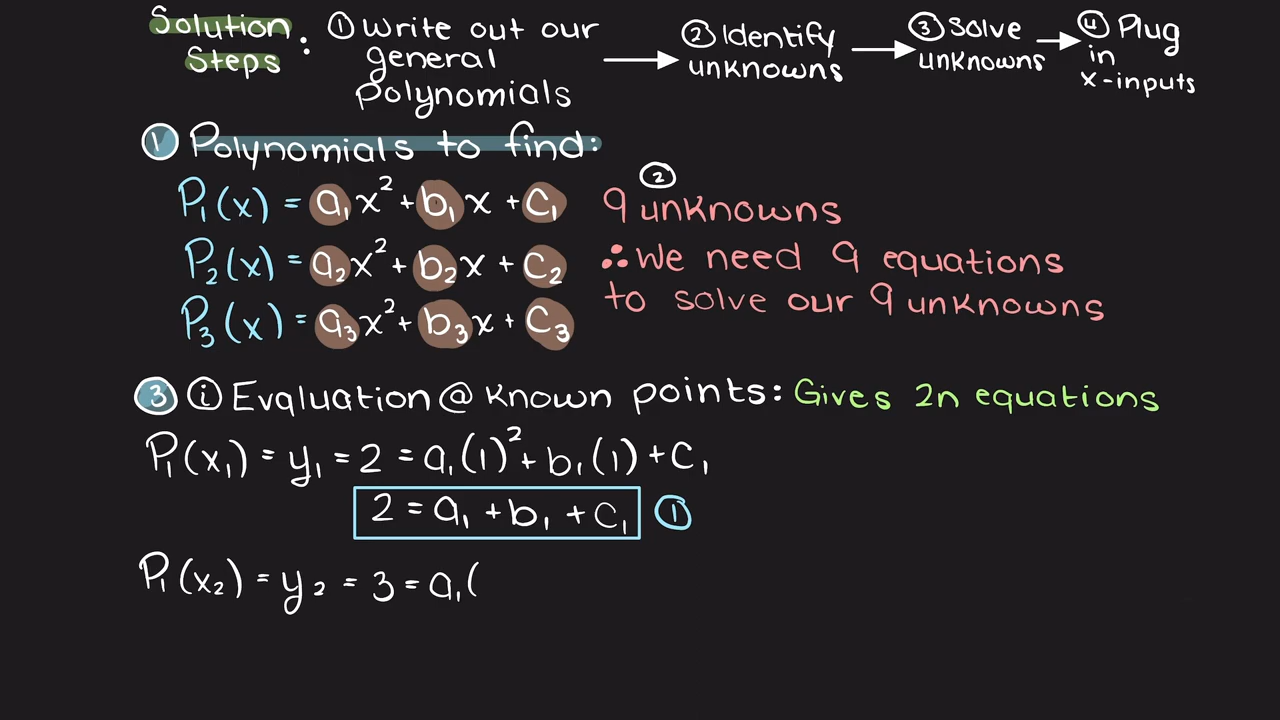 Solution Steps : ① Write out our general polynomials → ② Identify unknowns → ③ Solve unknowns → ④ Plug in x-inputs
① Polynomials to find:
P₁(x) = a₁x² + b₁x + c₁
P₂(x) = a₂x² + b₂x + c₂
P₃(x) = a₃x² + b₃x + c₃
②
9 unknowns
∴ We need 9 equations
to solve our 9 unknowns
③ ⓘ Evaluation @ known points: Gives 2n equations
P₁(x₁) = y₁ = 2 = a₁(1)² + b₁(1) + c₁
2 = a₁ + b₁ + c₁ ①
P₁(x₂) = y₂ = 3 = a₁(